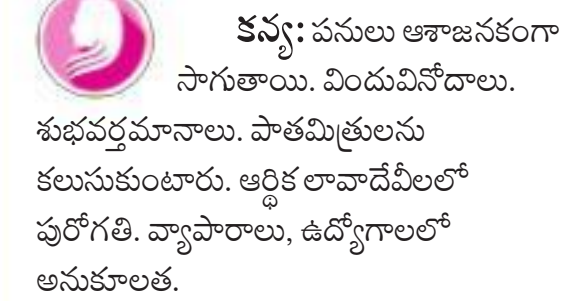 కన్య: పనులు ఆశాజనకంగా
సాగుతాయి. విందువినోదాలు.
శుభవర్తమానాలు. పాతమిత్రులను
కలుసుకుంటారు. ఆర్థిక లావాదేవీలలో
పురోగతి. వ్యాపారాలు, ఉద్యోగాలలో
అనుకూలత.